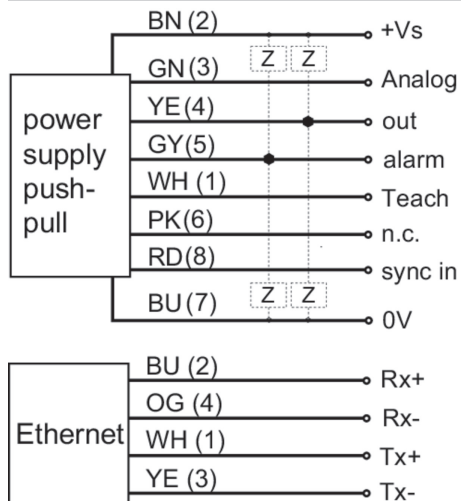 BN (2) +Vs
Z Z
GN (3) Analog
YE (4) out
GY (5) alarm
WH (1) Teach
PK (6) n.c.
RD (8) sync in
Z Z
BU (7) 0V
power
supply
push-
pull
BU (2) Rx+
OG (4) Rx-
WH (1) Tx+
YE (3) Tx-
Ethernet